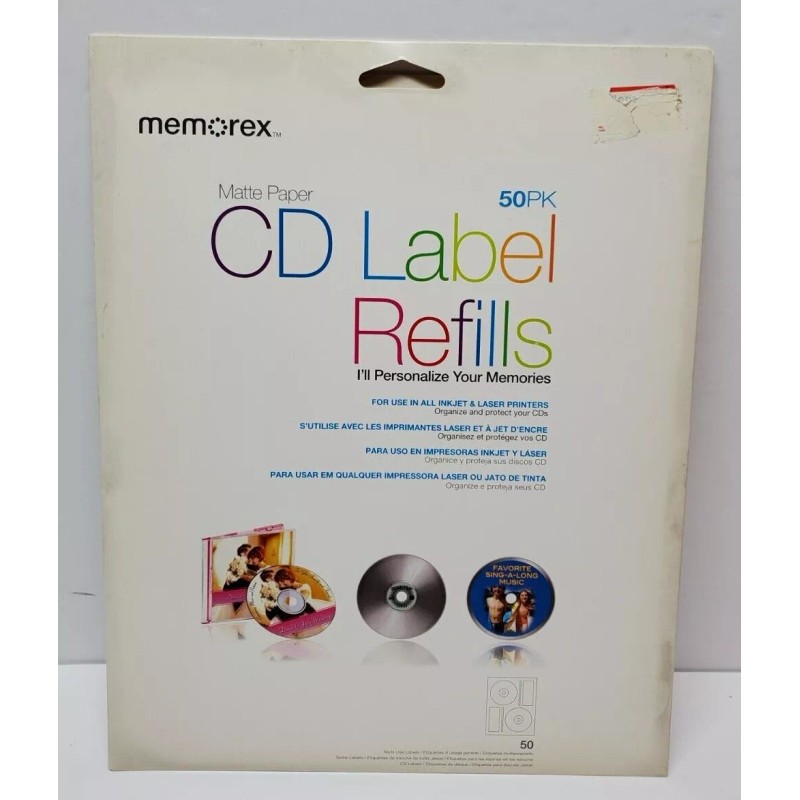 memorex™
Matte Paper
50PK
CD Label
Refills
I'll Personalize Your Memories
FOR USE IN ALL INKJET & LASER PRINTERS
Organize and protect your CDs
S'UTILISE AVEC LES IMPRIMANTES LASER ET À JET D'ENCRE
Organisez et protégez vos CD
PARA USO EN IMPRESORAS INKJET Y LÁSER
Organice y proteja sus discos CD
PARA USAR EM QUALQUER IMPRESSORA LASER OU JATO DE TINTA
Organize e proteja seus CD
FAVORITE
SING-A-LONG
MUSIC
50
CD Labels /